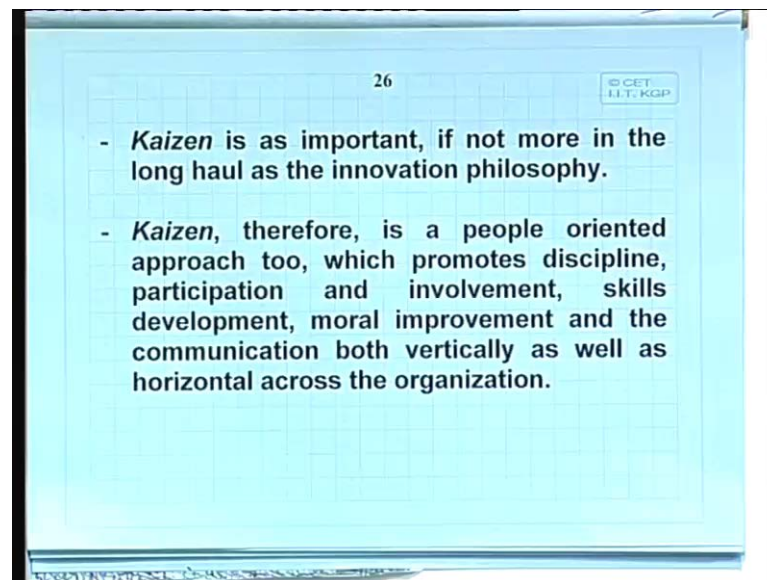 26
© CET
I.I.T. KGP
- Kaizen is as important, if not more in the
long haul as the innovation philosophy.
- Kaizen, therefore, is a people oriented
approach too, which promotes discipline,
participation and involvement, skills
development, moral improvement and the
communication both vertically as well as
horizontal across the organization.